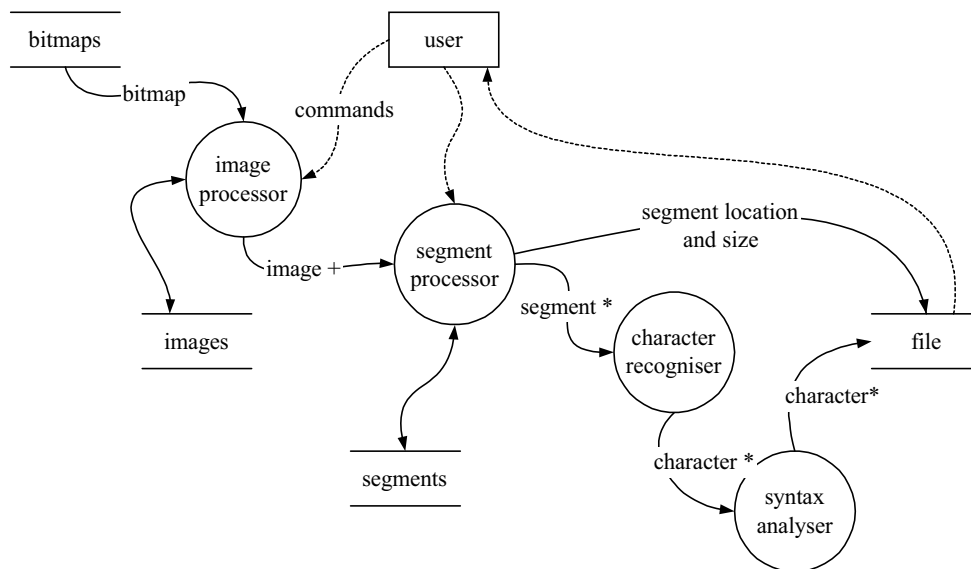 bitmaps
user
bitmap
commands
image
processor
segment location
and size
segment
processor
image +
segment *
images
character
recogniser
file
character*
character *
segments
syntax
analyser